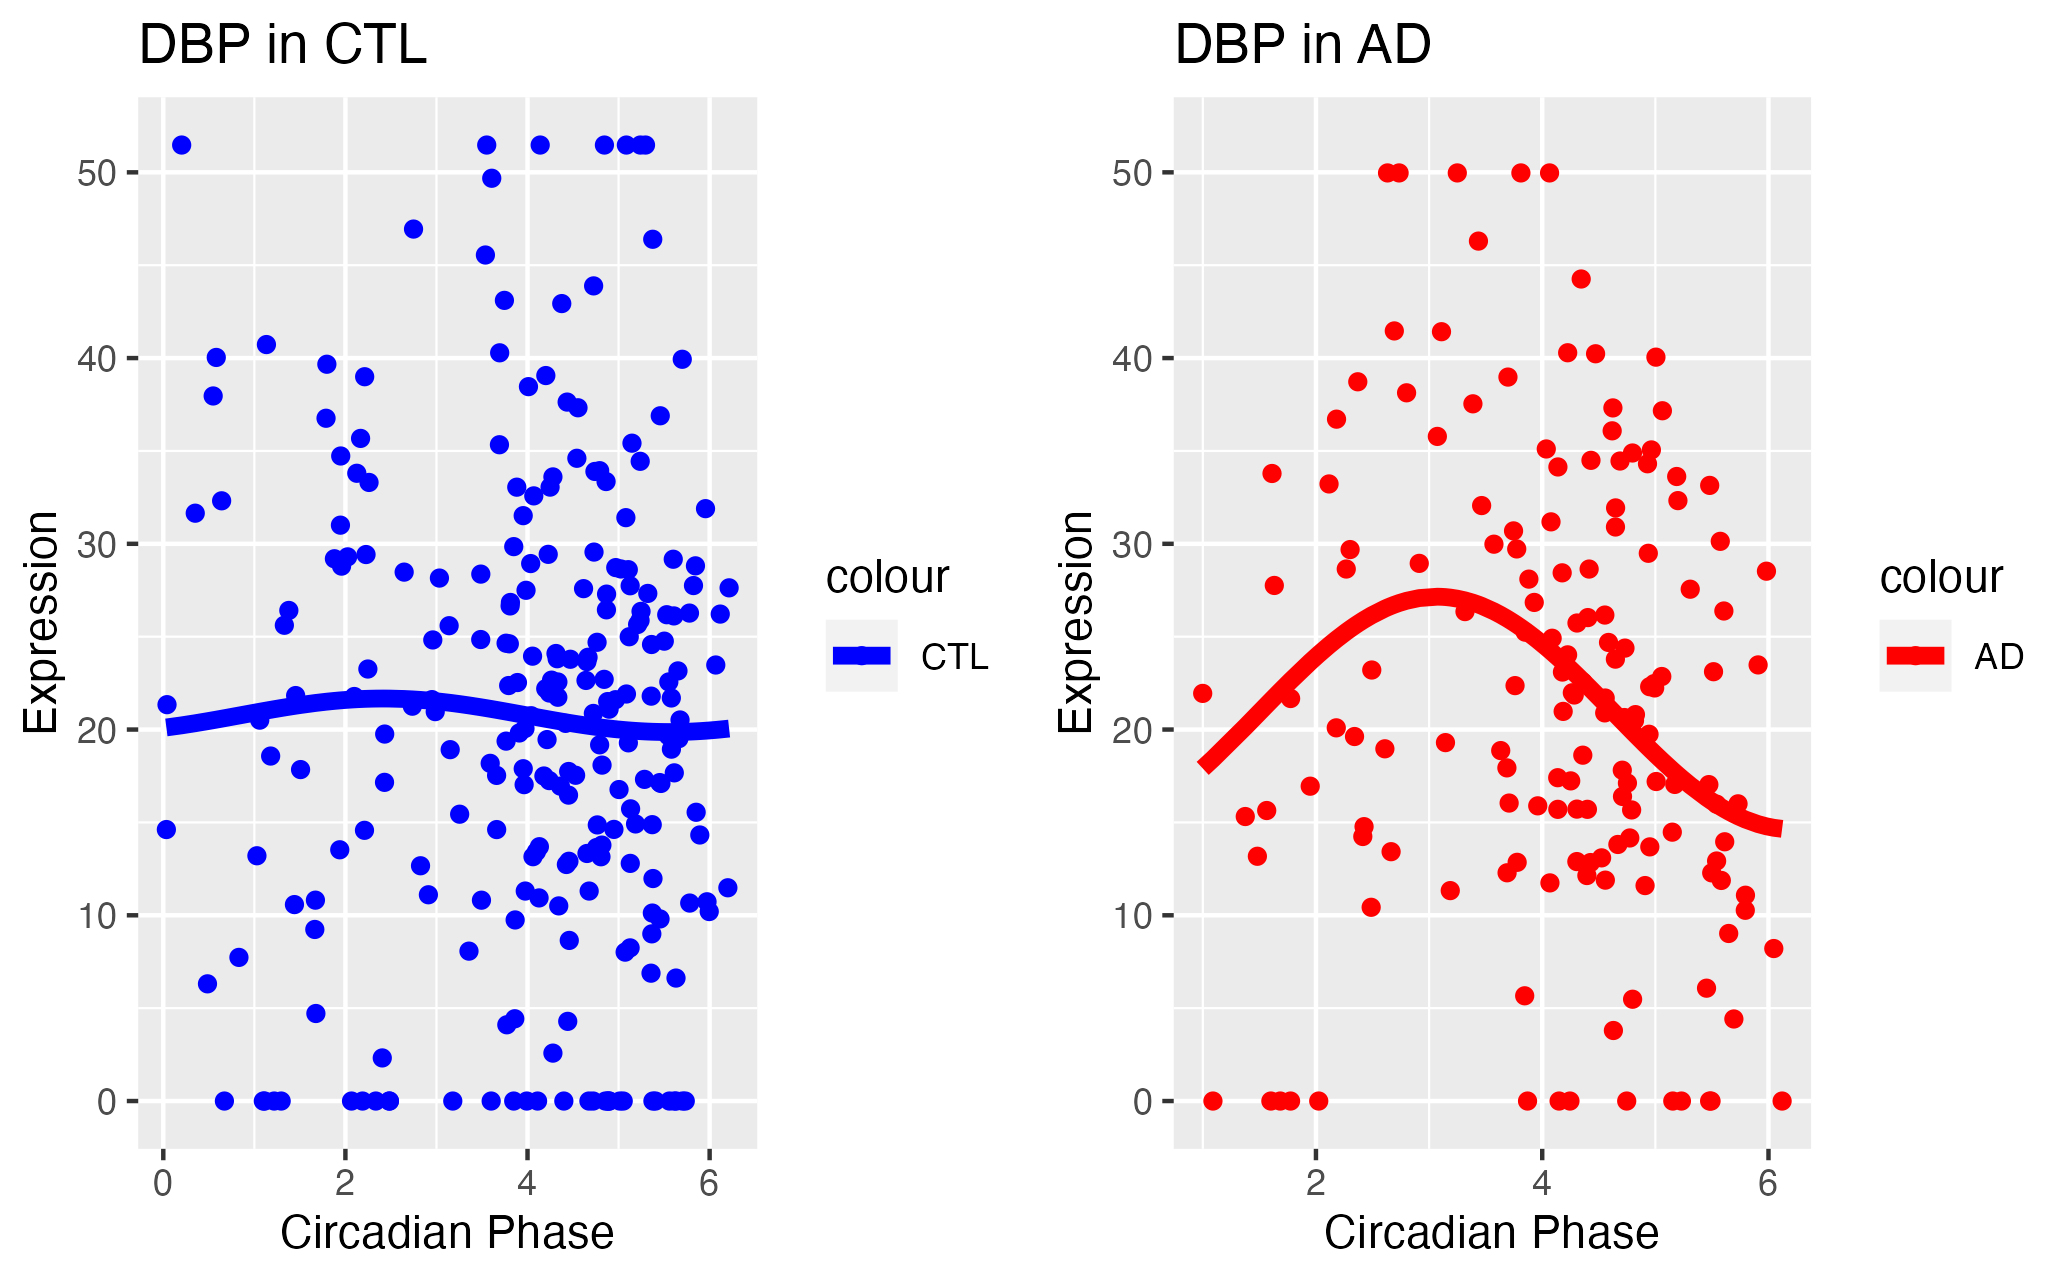 DBP in CTL
50
40
30
20
10
0
Expression
0 2 4 6
Circadian Phase
colour
CTL
DBP in AD
50
40
30
20
10
0
Expression
2 4 6
Circadian Phase
colour
AD